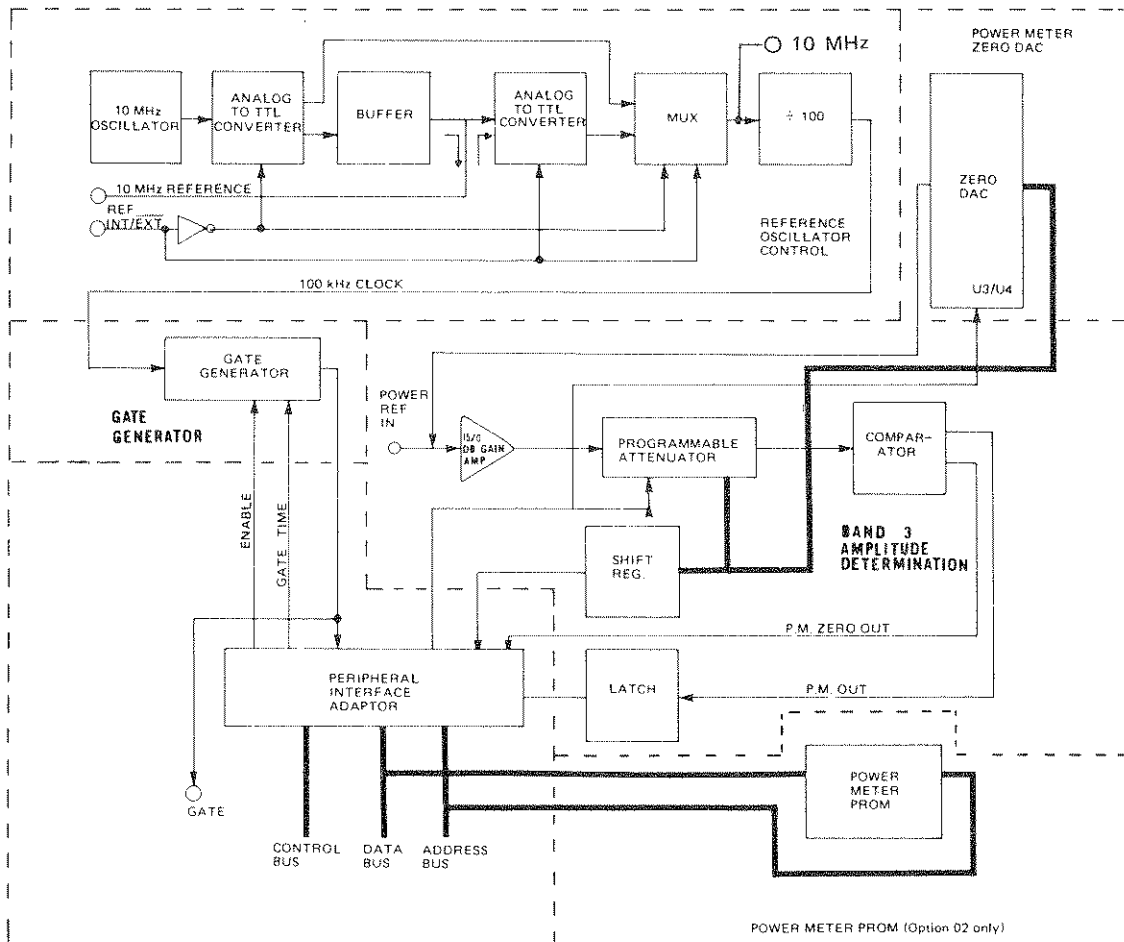 10 MHz
POWER METER
ZERO DAC
10 MHz
OSCILLATOR
ANALOG
TO TTL
CONVERTER
BUFFER
ANALOG
TO TTL
CONVERTER
MUX
÷ 100
ZERO
DAC
U3/U4
10 MHz REFERENCE
REF
INT/EXT
REFERENCE
OSCILLATOR
CONTROL
100 kHz CLOCK
GATE
GENERATOR
GATE
GENERATOR
POWER
REF
IN
15/0
DB GAIN
AMP
PROGRAMMABLE
ATTENUATOR
COMPAR-
ATOR
ENABLE
GATE TIME
SHIFT
REG.
BAND 3
AMPLITUDE
DETERMINATION
P.M. ZERO OUT
PERIPHERAL
INTERFACE
ADAPTOR
LATCH
P.M. OUT
POWER
METER
PROM
GATE
CONTROL
BUS
DATA
BUS
ADDRESS
BUS
POWER METER PROM (Option 02 only)